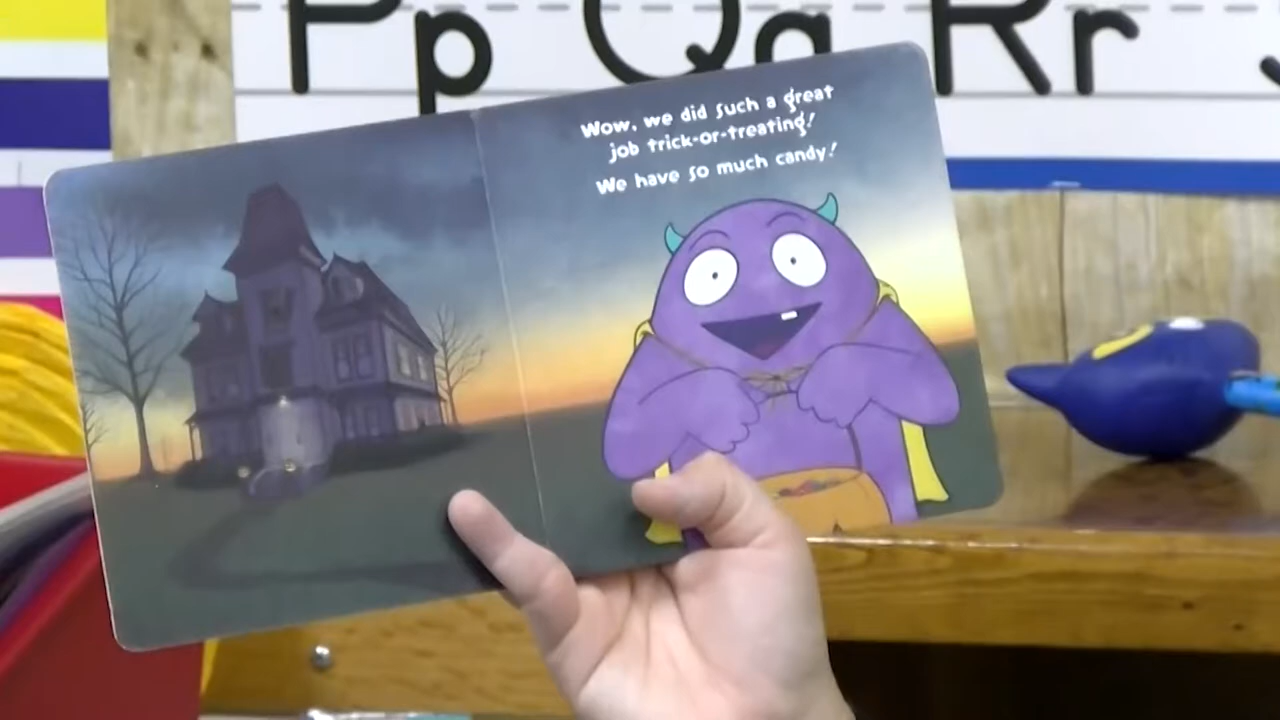 Pp Qq Rr
Wow, we did such a great
job trick-or-treating!
We have so much candy!